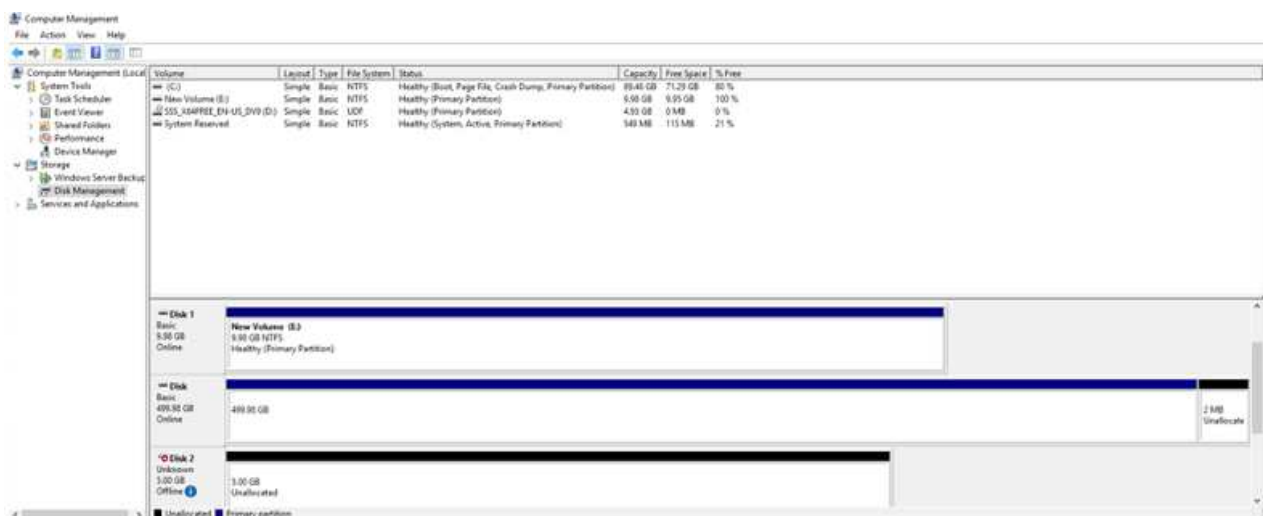 Computer Management
File Action View Help
Computer Management (Local
System Tools
Task Scheduler
Event Viewer
Shared Folders
Performance
Device Manager
Storage
Windows Server Backup
Disk Management
Services and Applications
Volume Layout Type File System Status Capacity Free Space % Free
(C:) Simple Basic NTFS Healthy (Boot, Page File, Crash Dump, Primary Partition) 89.46 GB 71.29 GB 80 %
New Volume (E:) Simple Basic NTFS Healthy (Primary Partition) 9.98 GB 9.95 GB 100 %
SSS_X64FREE_EN-US_DV9 (D:) Simple Basic UDF Healthy (Primary Partition) 4.93 GB 0 MB 0 %
System Reserved Simple Basic NTFS Healthy (System, Active, Primary Partition) 549 MB 115 MB 21 %
Disk 1
Basic
9.98 GB
Online
New Volume (E:)
9.98 GB NTFS
Healthy (Primary Partition)
Disk
Basic
499.98 GB
Online
499.98 GB
2 MB
Unallocate
Disk 2
Unknown
5.00 GB
Offline
5.00 GB
Unallocated
Unallocated Primary partition